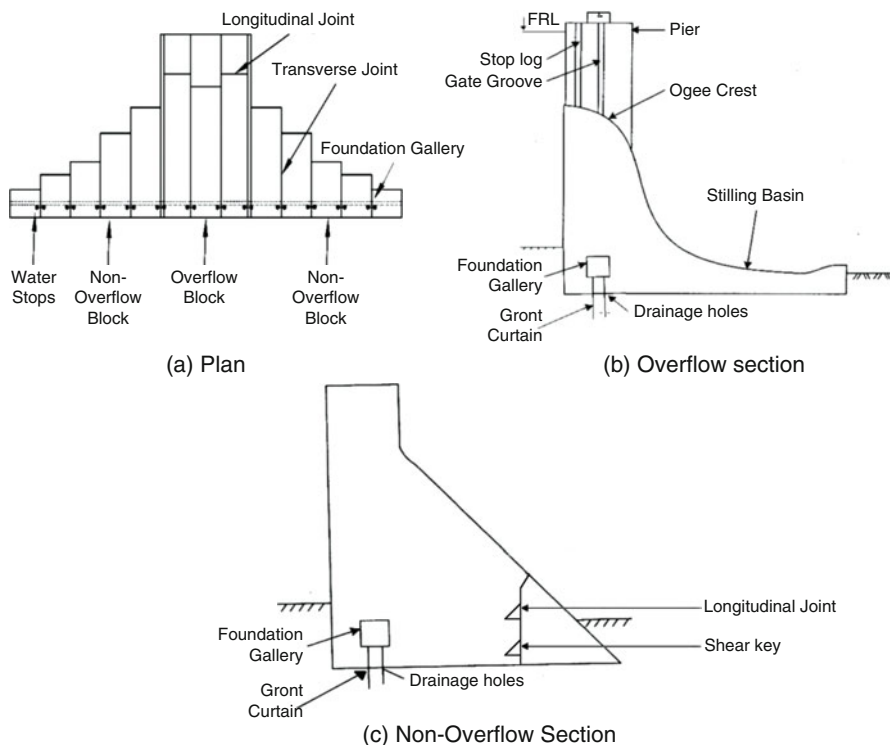 Longitudinal Joint
Transverse Joint
Foundation Gallery
Water
Stops
Non-
Overflow
Block
Overflow
Block
Non-
Overflow
Block
(a) Plan
FRL
Pier
Stop log
Gate Groove
Ogee Crest
Stilling Basin
Foundation
Gallery
Gront
Curtain
Drainage holes
(b) Overflow section
Foundation
Gallery
Gront
Curtain
Drainage holes
Longitudinal Joint
Shear key
(c) Non-Overflow Section